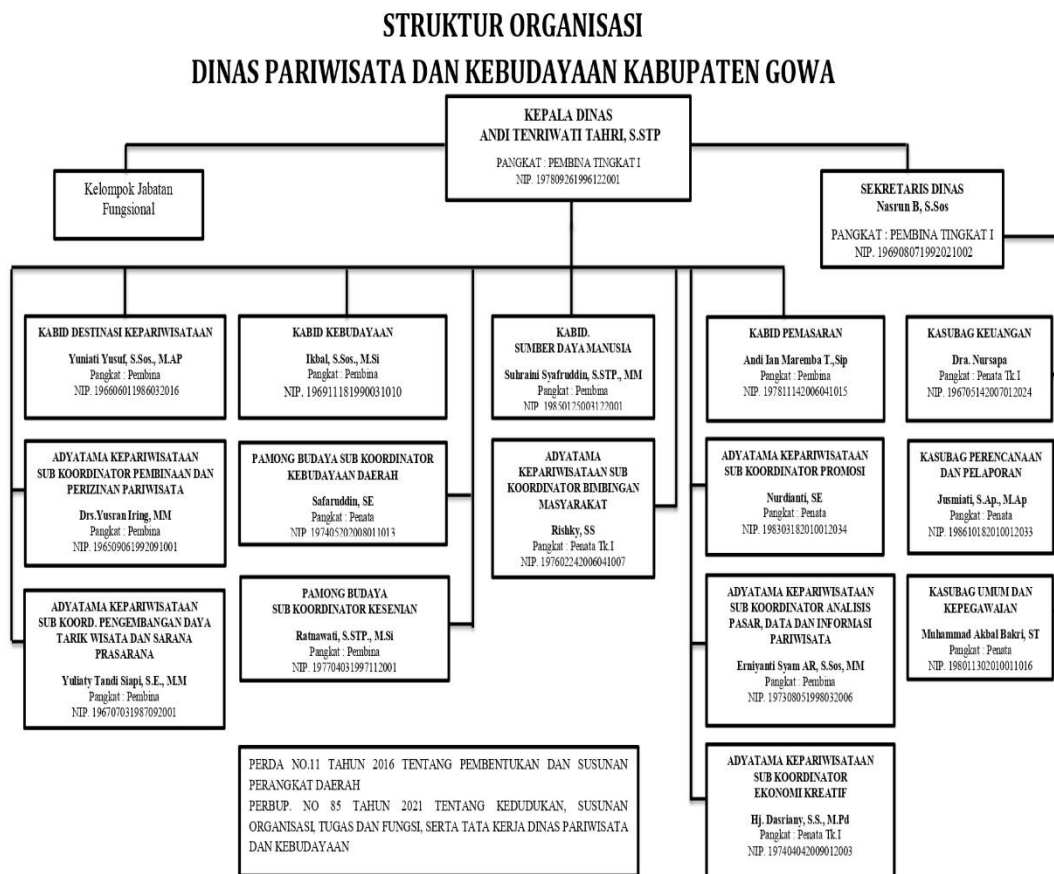 STRUKTUR ORGANISASI
DINAS PARIWISATA DAN KEBUDAYAAN KABUPATEN GOWA
KEPALA DINAS
ANDI TENRIWATI TAHRI, S.STP
PANGKAT : PEMBINA TINGKAT I
NIP. 197809261996122001
Kelompok Jabatan
Fungsional
SEKRETARIS DINAS
Nasrun B, S.Sos
PANGKAT : PEMBINA TINGKAT I
NIP. 196908071992021002
KABID DESTINASI KEPARIWISATAAN
Yuniati Yusuf, S.Sos., M.AP
Pangkat : Pembina
NIP. 196606011986032016
KABID KEBUDAYAAN
Ikbal, S.Sos., M.Si
Pangkat : Pembina
NIP. 196911181990031010
KABID.
SUMBER DAYA MANUSIA
Suhraini Syafruddin, S.STP., MM
Pangkat : Pembina
NIP. 19850125003122001
KABID PEMASARAN
Andi Ian Maremba T.,Sip
Pangkat : Pembina
NIP. 197811142006041015
KASUBAG KEUANGAN
Dra. Nursapa
Pangkat : Penata Tk.I
NIP. 196705142007012024
ADYATAMA KEPARIWISATAAN
SUB KOORDINATOR PEMBINAAN DAN
PERIZINAN PARIWISATA
Drs.Yusran Iring, MM
Pangkat : Pembina
NIP. 196509061992091001
PAMONG BUDAYA SUB KOORDINATOR
KEBUDAYAAN DAERAH
Safaruddin, SE
Pangkat : Penata
NIP. 197405202008011013
ADYATAMA
KEPARIWISATAAN SUB
KOORDINATOR BIMBINGAN
MASYARAKAT
Rishky, SS
Pangkat : Penata Tk.I
NIP. 197602242006041007
ADYATAMA KEPARIWISATAAN
SUB KOORDINATOR PROMOSI
Nurdianti, SE
Pangkat : Penata
NIP. 198303182010012034
KASUBAG PERENCANAAN
DAN PELAPORAN
Jusmiati, S.Ap., M.Ap
Pangkat : Penata
NIP. 198610182010012033
ADYATAMA KEPARIWISATAAN
SUB KOORD. PENGEMBANGAN DAYA
TARIK WISATA DAN SARANA
PRASARANA
Yuliaty Tandi Siapi, S.E., M.M
Pangkat : Pembina
NIP. 196707031987092001
PAMONG BUDAYA
SUB KOORDINATOR KESENIAN
Ratnawati, S.STP., M.Si
Pangkat : Pembina
NIP. 197704031997112001
ADYATAMA KEPARIWISATAAN
SUB KOORDINATOR ANALISIS
PASAR, DATA DAN INFORMASI
PARIWISATA
Erniyanti Syam AR, S.Sos, MM
Pangkat : Pembina
NIP. 197308051998032006
KASUBAG UMUM DAN
KEPEGAWAIAN
Muhammad Akbal Bakri, ST
Pangkat : Penata
NIP. 198011302010011016
PERDA NO.11 TAHUN 2016 TENTANG PEMBENTUKAN DAN SUSUNAN
PERANGKAT DAERAH
PERBUP. NO 85 TAHUN 2021 TENTANG KEDUDUKAN, SUSUNAN
ORGANISASI, TUGAS DAN FUNGSI, SERTA TATA KERJA DINAS PARIWISATA
DAN KEBUDAYAAN
ADYATAMA KEPARIWISATAAN
SUB KOORDINATOR
EKONOMI KREATIF
Hj. Dasriany, S.S., M.Pd
Pangkat : Penata Tk.I
NIP. 197404042009012003